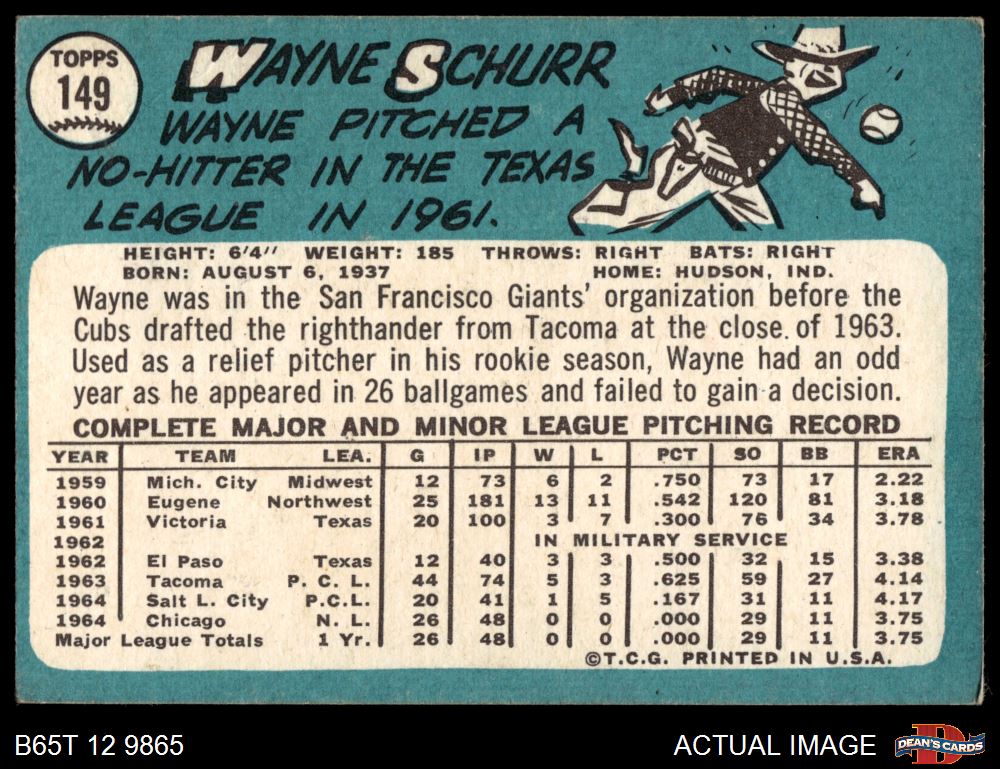 TOPPS
149
WAYNE SCHURR
WAYNE PITCHED A
NO-HITTER IN THE TEXAS
LEAGUE IN 1961.
HEIGHT: 6'4" WEIGHT: 185 THROWS: RIGHT BATS: RIGHT
BORN: AUGUST 6, 1937 HOME: HUDSON, IND.
Wayne was in the San Francisco Giants' organization before the
Cubs drafted the righthander from Tacoma at the close of 1963.
Used as a relief pitcher in his rookie season, Wayne had an odd
year as he appeared in 26 ballgames and failed to gain a decision.
COMPLETE MAJOR AND MINOR LEAGUE PITCHING RECORD
YEAR TEAM LEA. G IP W L PCT SO BB ERA
1959 Mich. City Midwest 12 73 6 2 .750 73 17 2.22
1960 Eugene Northwest 25 181 13 11 .542 120 81 3.18
1961 Victoria Texas 20 100 3 7 .300 76 34 3.78
1962 IN MILITARY SERVICE
1962 El Paso Texas 12 40 3 3 .500 32 15 3.38
1963 Tacoma P. C. L. 44 74 5 3 .625 59 27 4.14
1964 Salt L. City P.C.L. 20 41 1 5 .167 31 11 4.17
1964 Chicago N. L. 26 48 0 0 .000 29 11 3.75
Major League Totals 1 Yr. 26 48 0 0 .000 29 11 3.75
©T.C.G. PRINTED IN U.S.A.
B65T 12 9865
ACTUAL IMAGE
D
DEAN'S CARDS